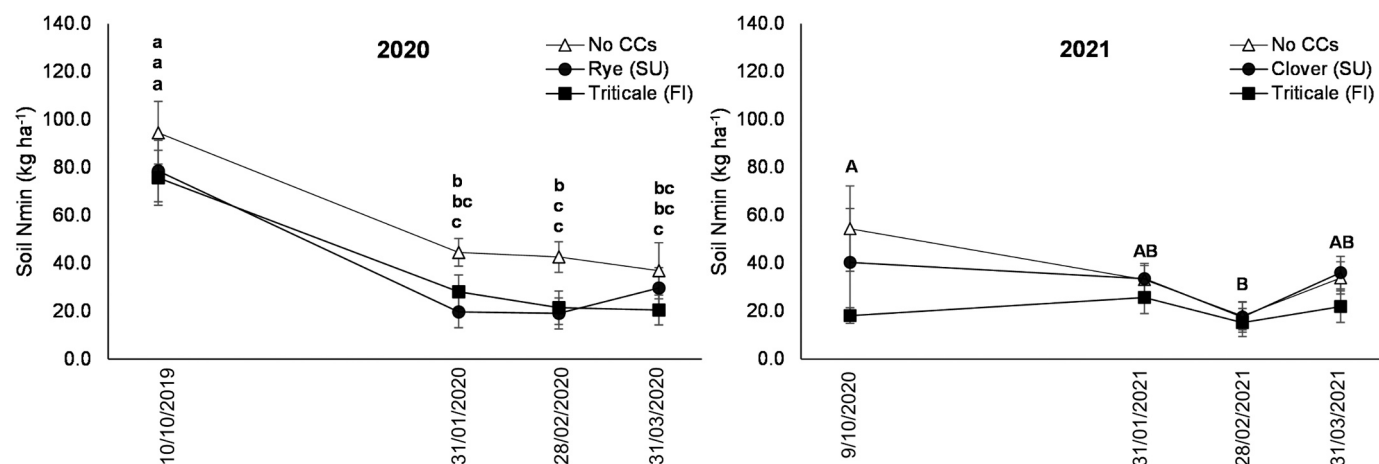 2020
Soil Nmin (kg ha⁻¹)
140.0
120.0
100.0
80.0
60.0
40.0
20.0
0.0
No CCs
Rye (SU)
Triticale (FI)
a
a
a
b
bc
c
b
c
c
bc
bc
c
10/10/2019
31/01/2020
28/02/2020
31/03/2020
2021
Soil Nmin (kg ha⁻¹)
140.0
120.0
100.0
80.0
60.0
40.0
20.0
0.0
No CCs
Clover (SU)
Triticale (FI)
A
AB
B
AB
9/10/2020
31/01/2021
28/02/2021
31/03/2021